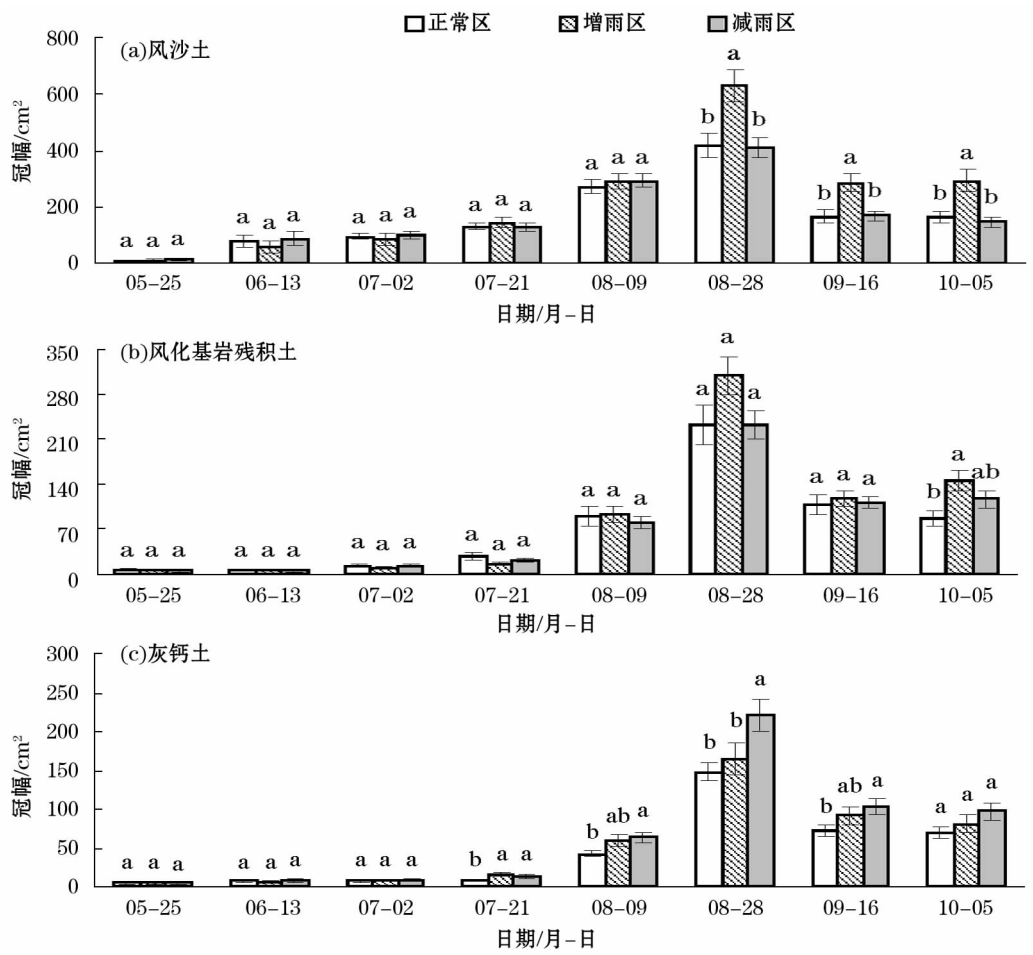 正常区 增雨区 减雨区
(a)风沙土
800
600
400
200
0
冠幅/cm²
a a a a a a a a a a a a a a a b a b b a b b a b
05-25 06-13 07-02 07-21 08-09 08-28 09-16 10-05
日期/月-日
(b)风化基岩残积土
350
280
210
140
70
0
冠幅/cm²
a a a a a a a a a a a a a a a a a a a a a b a ab
05-25 06-13 07-02 07-21 08-09 08-28 09-16 10-05
日期/月-日
(c)灰钙土
300
250
200
150
100
50
0
冠幅/cm²
a a a a a a a a a b a a b ab a b b a b ab a a a a
05-25 06-13 07-02 07-21 08-09 08-28 09-16 10-05
日期/月-日